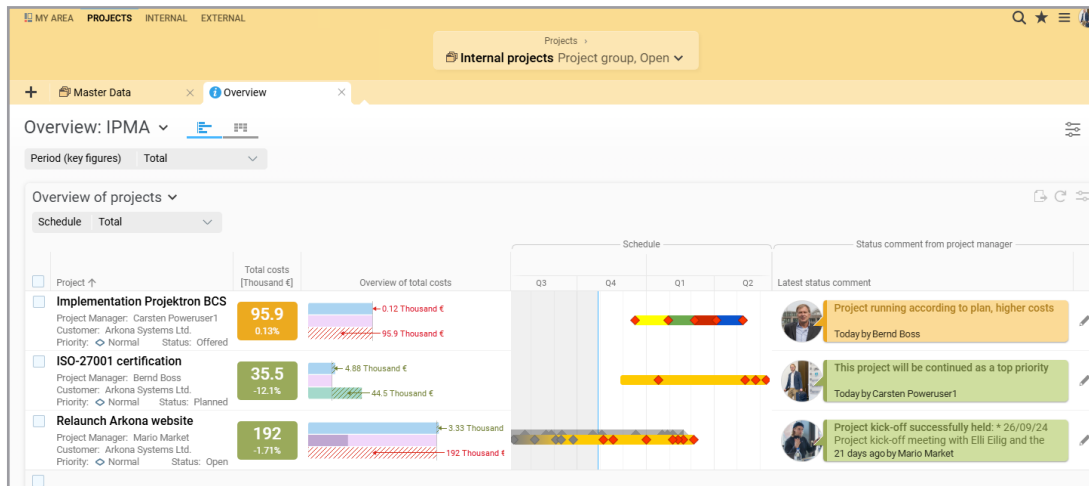 MY AREA PROJECTS INTERNAL EXTERNAL
Projects ›
Internal projects Project group, Open
Master Data
Overview
Overview: IPMA
Period (key figures) Total
Overview of projects
Schedule Total
Schedule
Status comment from project manager
Project
Total costs
[Thousand €]
Overview of total costs
Q3 Q4 Q1 Q2
Latest status comment
Implementation Projektron BCS
Project Manager: Carsten Poweruser1
Customer: Arkona Systems Ltd.
Priority: Normal Status: Offered
95.9
0.13%
0.12 Thousand €
95.9 Thousand €
Project running according to plan, higher costs
Today by Bernd Boss
ISO-27001 certification
Project Manager: Bernd Boss
Customer: Arkona Systems Ltd.
Priority: Normal Status: Planned
35.5
-12.1%
4.88 Thousand €
44.5 Thousand €
This project will be continued as a top priority
Today by Carsten Poweruser1
Relaunch Arkona website
Project Manager: Mario Market
Customer: Arkona Systems Ltd.
Priority: Normal Status: Open
192
-1.71%
3.33 Thousand
192 Thousand €
Project kick-off successfully held: * 26/09/24
Project kick-off meeting with Elli Eilig and the
21 days ago by Mario Market